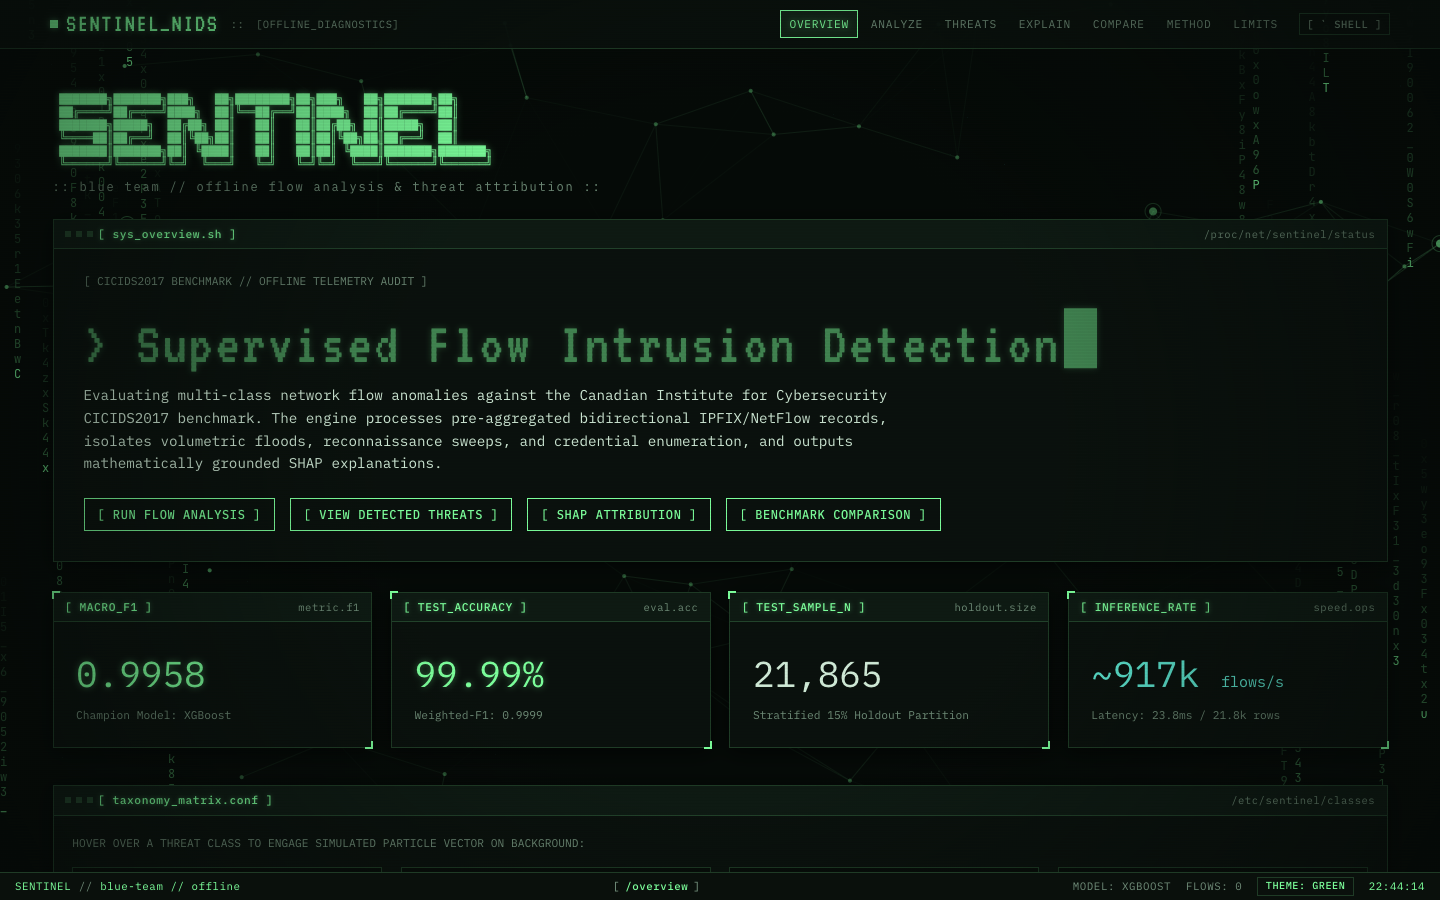 SENTINEL_NIDS :: [OFFLINE_DIAGNOSTICS]
OVERVIEW ANALYZE THREATS EXPLAIN COMPARE METHOD LIMITS [ ` SHELL ]
SENTINEL
:: blue team // offline flow analysis & threat attribution ::
[ sys_overview.sh ] /proc/net/sentinel/status
[ CICIDS2017 BENCHMARK // OFFLINE TELEMETRY AUDIT ]
❯ Supervised Flow Intrusion Detection
Evaluating multi-class network flow anomalies against the Canadian Institute for Cybersecurity
CICIDS2017 benchmark. The engine processes pre-aggregated bidirectional IPFIX/NetFlow records,
isolates volumetric floods, reconnaissance sweeps, and credential enumeration, and outputs
mathematically grounded SHAP explanations.
[ RUN FLOW ANALYSIS ] [ VIEW DETECTED THREATS ] [ SHAP ATTRIBUTION ] [ BENCHMARK COMPARISON ]
[ MACRO_F1 ] metric.f1
0.9958
Champion Model: XGBoost
[ TEST_ACCURACY ] eval.acc
99.99%
Weighted-F1: 0.9999
[ TEST_SAMPLE_N ] holdout.size
21,865
Stratified 15% Holdout Partition
[ INFERENCE_RATE ] speed.ops
~917k flows/s
Latency: 23.8ms / 21.8k rows
[ taxonomy_matrix.conf ] /etc/sentinel/classes
HOVER OVER A THREAT CLASS TO ENGAGE SIMULATED PARTICLE VECTOR ON BACKGROUND:
SENTINEL // blue-team // offline [ /overview ] MODEL: XGBOOST FLOWS: 0 THEME: GREEN 22:44:14